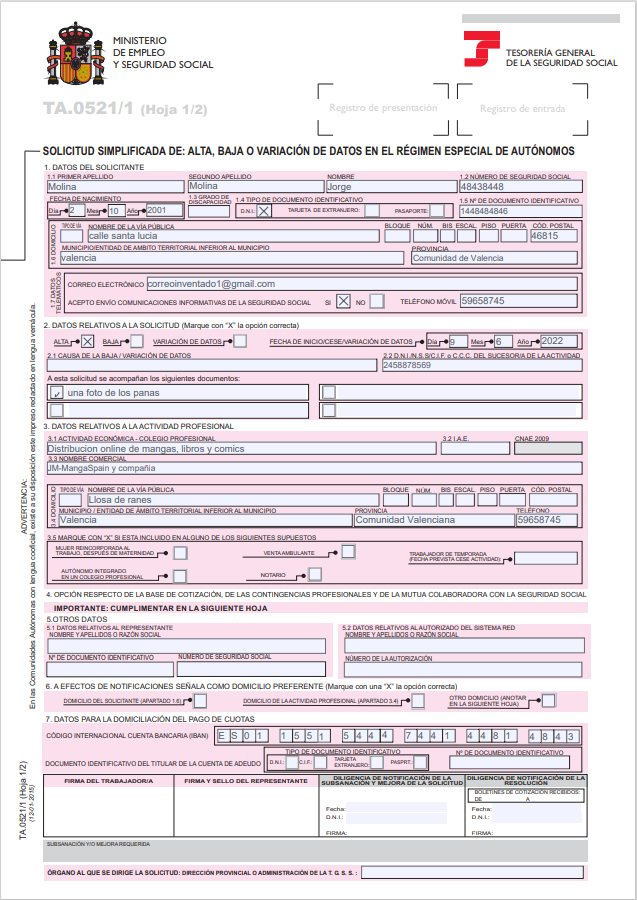 MINISTERIO
DE EMPLEO
Y SEGURIDAD SOCIAL
TESORERÍA GENERAL
DE LA SEGURIDAD SOCIAL
TA.0521/1 (Hoja 1/2)
Registro de presentación
Registro de entrada
SOLICITUD SIMPLIFICADA DE: ALTA, BAJA O VARIACIÓN DE DATOS EN EL RÉGIMEN ESPECIAL DE AUTÓNOMOS
1. DATOS DEL SOLICITANTE
1.1 PRIMER APELLIDO SEGUNDO APELLIDO NOMBRE 1.2 NÚMERO DE SEGURIDAD SOCIAL
Molina Molina Jorge 48438448
FECHA DE NACIMIENTO 1.3 GRADO DE DISCAPACIDAD 1.4 TIPO DE DOCUMENTO IDENTIFICATIVO 1.5 Nº DE DOCUMENTO IDENTIFICATIVO
Día 2 Mes 10 Año 2001 D.N.I.: X TARJETA DE EXTRANJERO: PASAPORTE: 1448484846
1.6 DOMICILIO
TIPO DE VÍA NOMBRE DE LA VÍA PÚBLICA BLOQUE NÚM. BIS ESCAL. PISO PUERTA CÓD. POSTAL
calle santa lucia 46815
MUNICIPIO/ENTIDAD DE AMBITO TERRITORIAL INFERIOR AL MUNICIPIO PROVINCIA
valencia Comunidad de Valencia
1.7 DATOS TELEMÁTICOS
CORREO ELECTRÓNICO correoinventado1@gmail.com
ACEPTO ENVÍO COMUNICACIONES INFORMATIVAS DE LA SEGURIDAD SOCIAL SI X NO TELÉFONO MÓVIL 59658745
2. DATOS RELATIVOS A LA SOLICITUD (Marque con "X" la opción correcta)
ALTA X BAJA VARIACIÓN DE DATOS FECHA DE INICIO/CESE/VARIACIÓN DE DATOS Día 9 Mes 6 Año 2022
2.1 CAUSA DE LA BAJA / VARIACIÓN DE DATOS 2.2 D.N.I./N.S.S/C.I.F. o C.C.C. DEL SUCESOR/A DE LA ACTIVIDAD
2458878569
A esta solicitud se acompañan los siguientes documentos:
una foto de los panas
3. DATOS RELATIVOS A LA ACTIVIDAD PROFESIONAL
3.1 ACTIVIDAD ECONÓMICA - COLEGIO PROFESIONAL 3.2 I.A.E. CNAE 2009
Distribucion online de mangas, libros y comics
3.3 NOMBRE COMERCIAL
JM-MangaSpain y compañia
3.4 DOMICILIO
TIPO DE VÍA NOMBRE DE LA VÍA PÚBLICA BLOQUE NÚM. BIS ESCAL. PISO PUERTA CÓD. POSTAL
Llosa de ranes
MUNICIPIO / ENTIDAD DE AMBITO TERRITORIAL INFERIOR AL MUNICIPIO PROVINCIA TELÉFONO
Valencia Comunidad Valenciana 59658745
3.5 MARQUE CON "X" SI ESTA INCLUIDO EN ALGUNO DE LOS SIGUIENTES SUPUESTOS
MUJER REINCORPORADA AL
TRABAJO, DESPUES DE MATERNIDAD VENTA AMBULANTE TRABAJADOR DE TEMPORADA
(FECHA PREVISTA CESE ACTIVIDAD):
AUTÓNOMO INTEGRADO
EN UN COLEGIO PROFESIONAL NOTARIO
4. OPCIÓN RESPECTO DE LA BASE DE COTIZACIÓN, DE LAS CONTINGENCIAS PROFESIONALES Y DE LA MUTUA COLABORADORA CON LA SEGURIDAD SOCIAL
IMPORTANTE: CUMPLIMENTAR EN LA SIGUIENTE HOJA
5.OTROS DATOS
5.1 DATOS RELATIVOS AL REPRESENTANTE 5.2 DATOS RELATIVOS AL AUTORIZADO DEL SISTEMA RED
NOMBRE Y APELLIDOS O RAZÓN SOCIAL NOMBRE Y APELLIDOS O RAZÓN SOCIAL
Nº DE DOCUMENTO IDENTIFICATIVO NÚMERO DE SEGURIDAD SOCIAL NÚMERO DE LA AUTORIZACIÓN
6. A EFECTOS DE NOTIFICACIONES SEÑALA COMO DOMICILIO PREFERENTE (Marque con una "X" la opción correcta)
DOMICILIO DEL SOLICITANTE (APARTADO 1.6) DOMICILIO DE LA ACTIVIDAD PROFESIONAL (APARTADO 3.4) OTRO DOMICILIO (ANOTAR
EN LA SIGUIENTE HOJA)
7. DATOS PARA LA DOMICILIACIÓN DEL PAGO DE CUOTAS
CÓDIGO INTERNACIONAL CUENTA BANCARIA (IBAN) ES01 1551 5444 7441 4481 4843
DOCUMENTO IDENTIFICATIVO DEL TITULAR DE LA CUENTA DE ADEUDO TIPO DE DOCUMENTO IDENTIFICATIVO Nº DE DOCUMENTO IDENTIFICATIVO
D.N.I.: C.I.F.: TARJETA EXTRANJERO: PASPRT.:
FIRMA DEL TRABAJADOR/A FIRMA Y SELLO DEL REPRESENTANTE DILIGENCIA DE NOTIFICACIÓN DE LA SUBSANACIÓN Y MEJORA DE LA SOLICITUD DILIGENCIA DE NOTIFICACIÓN DE LA RESOLUCIÓN
BOLETINES DE COTIZACIÓN RECIBIDOS:
DE A
Fecha: Fecha:
D.N.I.: D.N.I.:
FIRMA: FIRMA:
SUBSANACIÓN Y/O MEJORA REQUERIDA
ÓRGANO AL QUE SE DIRIGE LA SOLICITUD: DIRECCIÓN PROVINCIAL O ADMINISTRACIÓN DE LA T. G. S. S. :
ADVERTENCIA:
En las Comunidades Autónomas con lengua cooficial, existe a su disposición este impreso redactado en lengua vernácula.
TA.0521/1 (Hoja 1/2)
(12-01-2015)